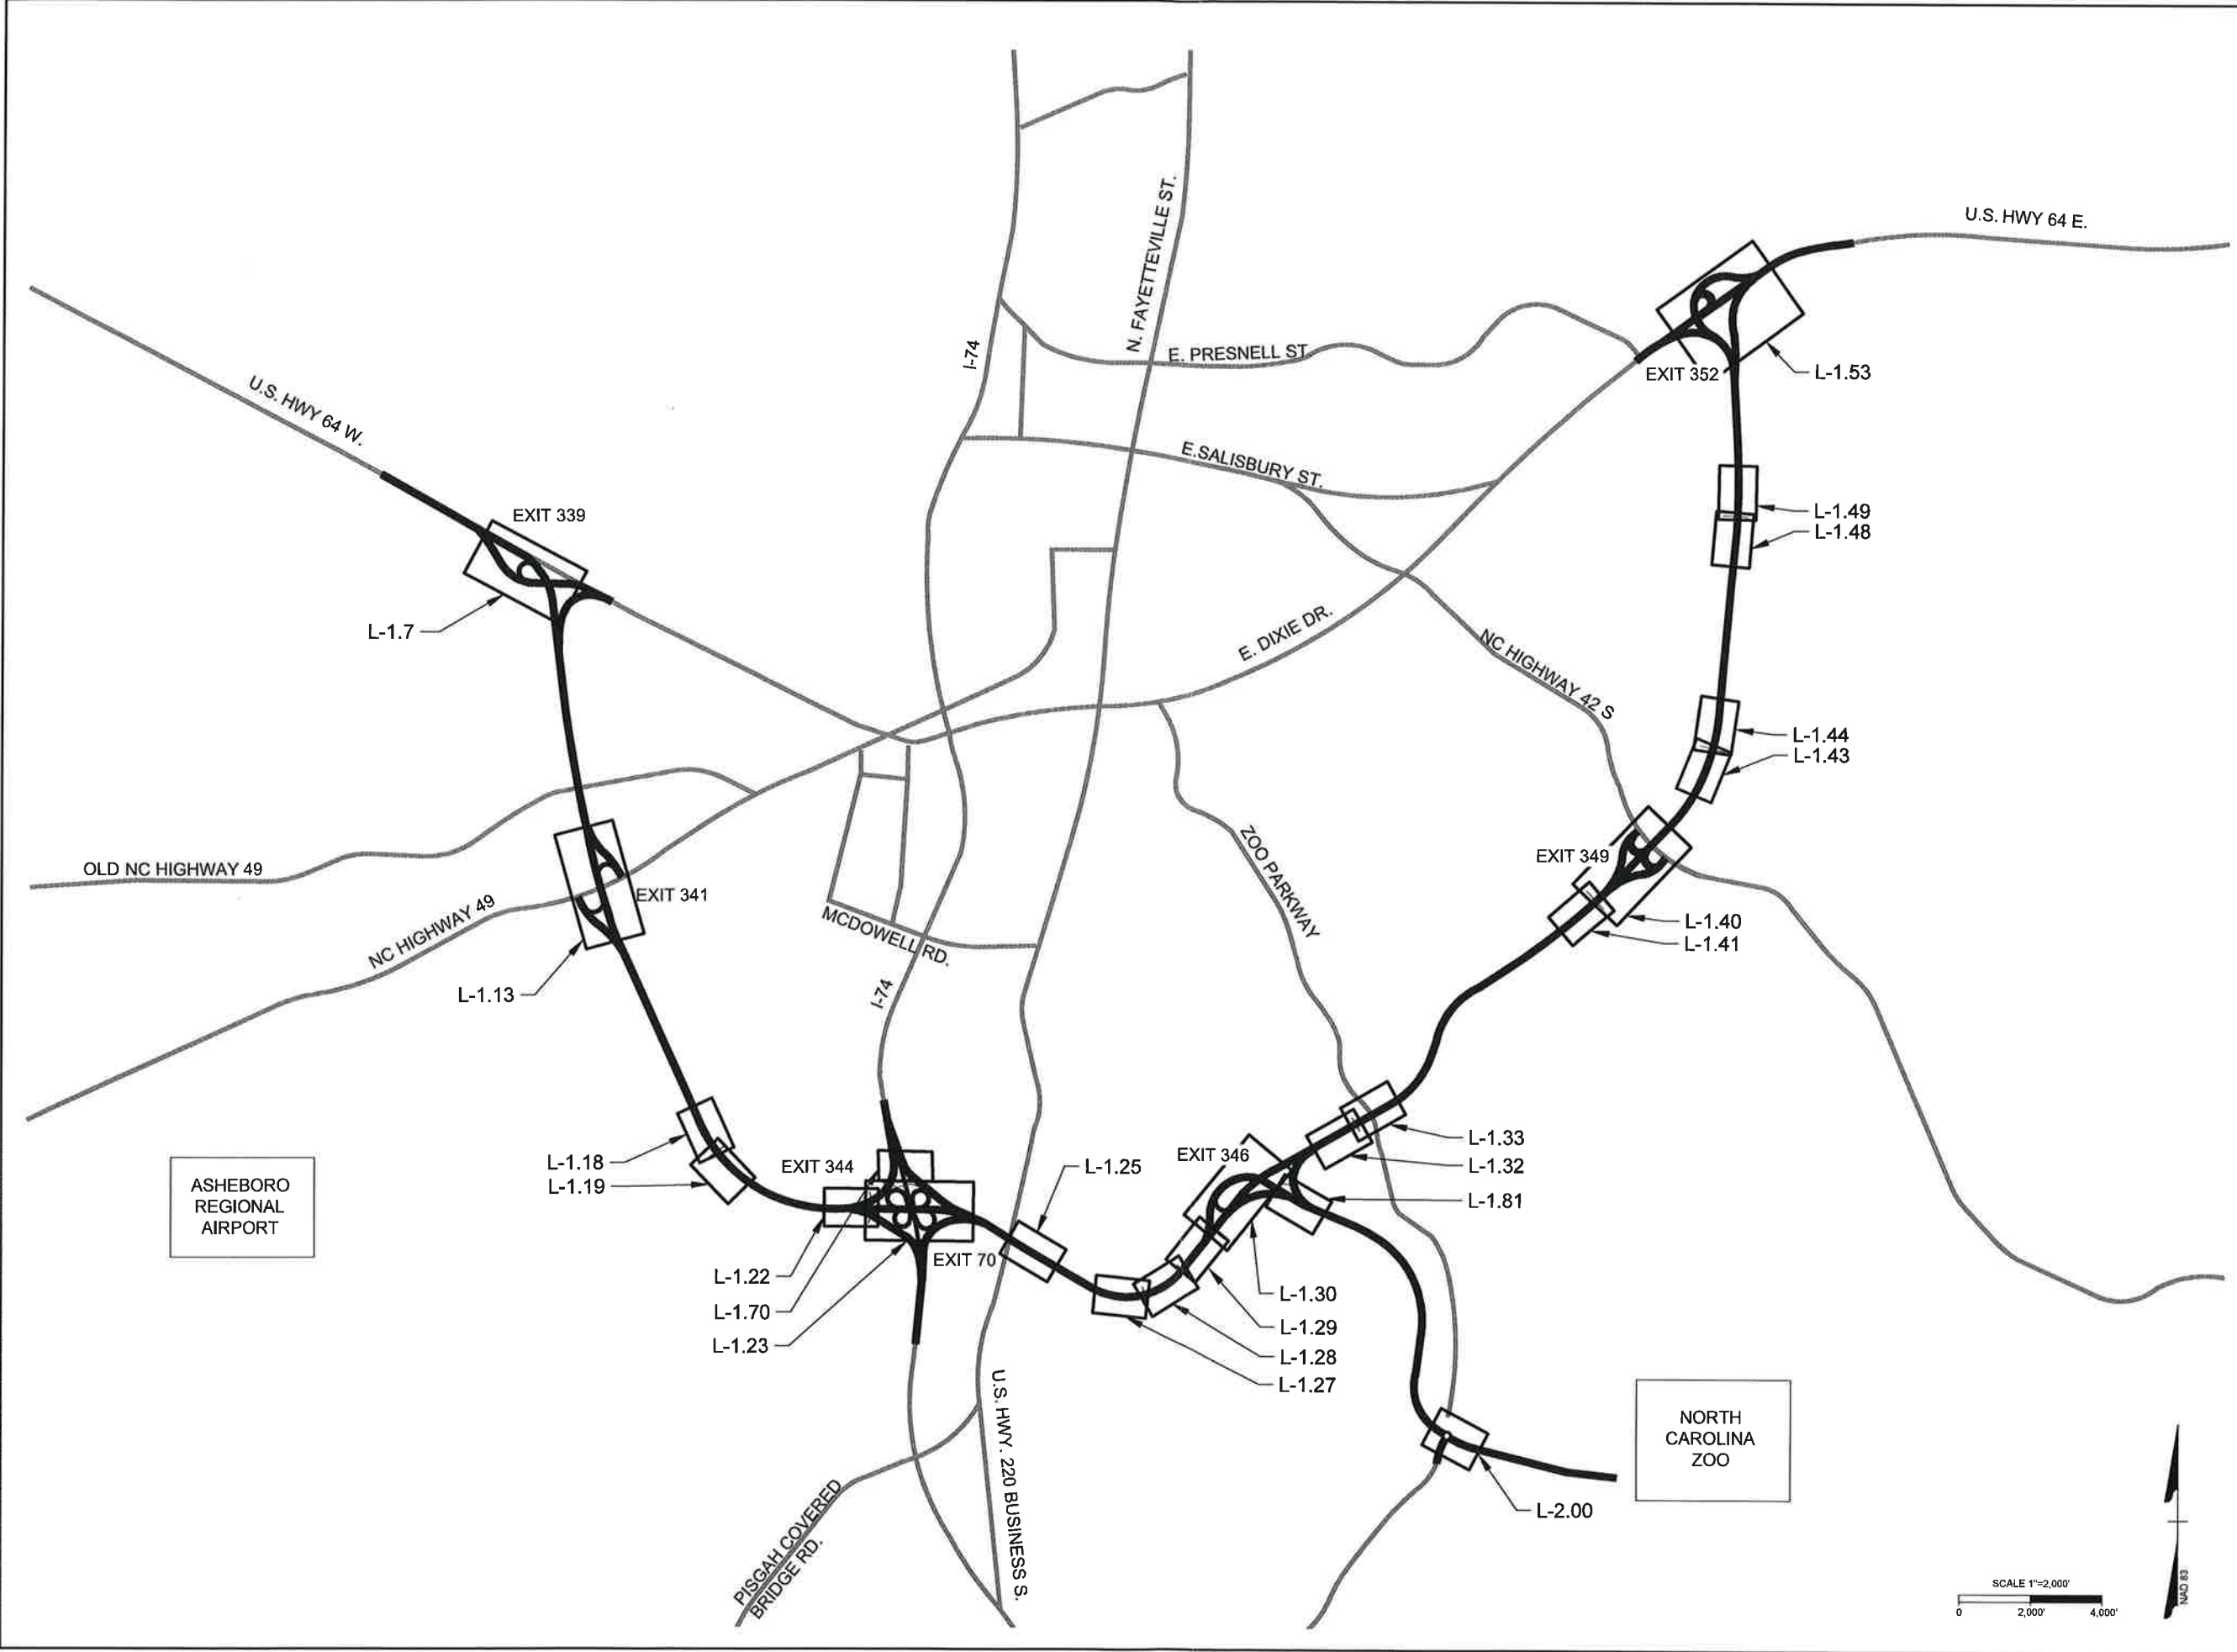 U.S. HWY 64 E.
N. FAYETTEVILLE ST.
I-74
E. PRESNELL ST.
EXIT 352
L-1.53
U.S. HWY 64 W.
E.SALISBURY ST.
EXIT 339
L-1.49
L-1.48
L-1.7
E. DIXIE DR.
NC HIGHWAY 42 S
L-1.44
L-1.43
OLD NC HIGHWAY 49
EXIT 341
NC HIGHWAY 49
MCDOWELL RD.
ZOO PARKWAY
EXIT 349
L-1.40
L-1.41
L-1.13
I-74
L-1.18
L-1.19
EXIT 344
L-1.25
EXIT 346
L-1.33
L-1.32
L-1.81
ASHEBORO
REGIONAL
AIRPORT
L-1.22
L-1.70
L-1.23
EXIT 70
L-1.30
L-1.29
L-1.28
L-1.27
U.S. HWY. 220 BUSINESS S.
PISGAH COVERED
BRIDGE RD.
L-2.00
NORTH
CAROLINA
ZOO
SCALE 1"=2,000'
0 2,000' 4,000'
NAD 83